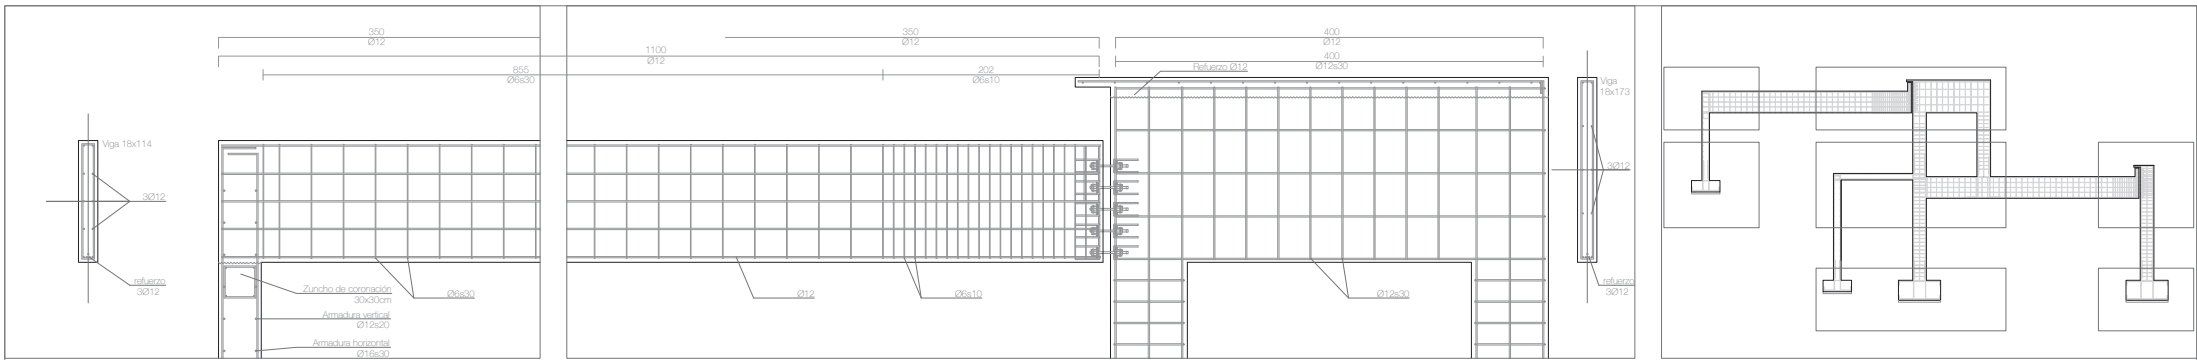 350
Ø12
350
Ø12
400
Ø12
1100
Ø12
400
Ø12s30
855
Ø6s30
202
Ø6s10
Refuerzo Ø12
Viga
18x173
Viga 18x114
3Ø12
3Ø12
refuerzo
3Ø12
Zuncho de coronación
30x30cm
Ø6s30
Ø12
Ø6s10
Ø12s30
refuerzo
3Ø12
Armadura vertical
Ø12s20
Armadura horizontal
Ø16s30